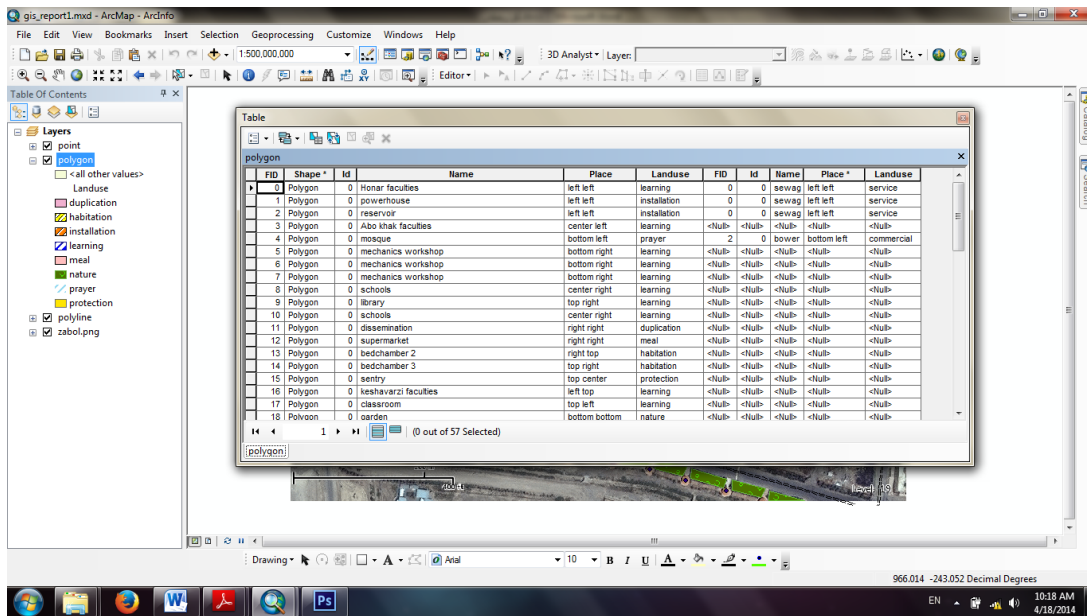 gis_report1.mxd - ArcMap - ArcInfo
File Edit View Bookmarks Insert Selection Geoprocessing Customize Windows Help
1:500,000,000 3D Analyst Layer:
Editor
Table Of Contents
Layers
point
polygon
<all other values>
Landuse
duplication
habitation
installation
learning
meal
nature
prayer
protection
polyline
zabol.png
Table
polygon
FID Shape * Id Name Place Landuse FID Id Name Place * Landuse
0 Polygon 0 Honar faculties left left learning 0 0 sewag left left service
1 Polygon 0 powerhouse left left installation 0 0 sewag left left service
2 Polygon 0 reservoir left left installation 0 0 sewag left left service
3 Polygon 0 Abo khak faculties center left learning <Null> <Null> <Null> <Null> <Null>
4 Polygon 0 mosque bottom left prayer 2 0 bower bottom left commercial
5 Polygon 0 mechanics workshop bottom right learning <Null> <Null> <Null> <Null> <Null>
6 Polygon 0 mechanics workshop bottom right learning <Null> <Null> <Null> <Null> <Null>
7 Polygon 0 mechanics workshop bottom right learning <Null> <Null> <Null> <Null> <Null>
8 Polygon 0 schools center right learning <Null> <Null> <Null> <Null> <Null>
9 Polygon 0 library top right learning <Null> <Null> <Null> <Null> <Null>
10 Polygon 0 schools center right learning <Null> <Null> <Null> <Null> <Null>
11 Polygon 0 dissemination right right duplication <Null> <Null> <Null> <Null> <Null>
12 Polygon 0 supermarket right right meal <Null> <Null> <Null> <Null> <Null>
13 Polygon 0 bedchamber 2 right top habitation <Null> <Null> <Null> <Null> <Null>
14 Polygon 0 bedchamber 3 top right habitation <Null> <Null> <Null> <Null> <Null>
15 Polygon 0 sentry top center protection <Null> <Null> <Null> <Null> <Null>
16 Polygon 0 keshavarzi faculties left top learning <Null> <Null> <Null> <Null> <Null>
17 Polygon 0 classroom top left learning <Null> <Null> <Null> <Null> <Null>
18 Polygon 0 garden bottom bottom nature <Null> <Null> <Null> <Null> <Null>
1 (0 out of 57 Selected)
polygon
Drawing A Arial 10 B I U A
966.014 -243.052 Decimal Degrees
W Ps EN 10:18 AM
4/18/2014